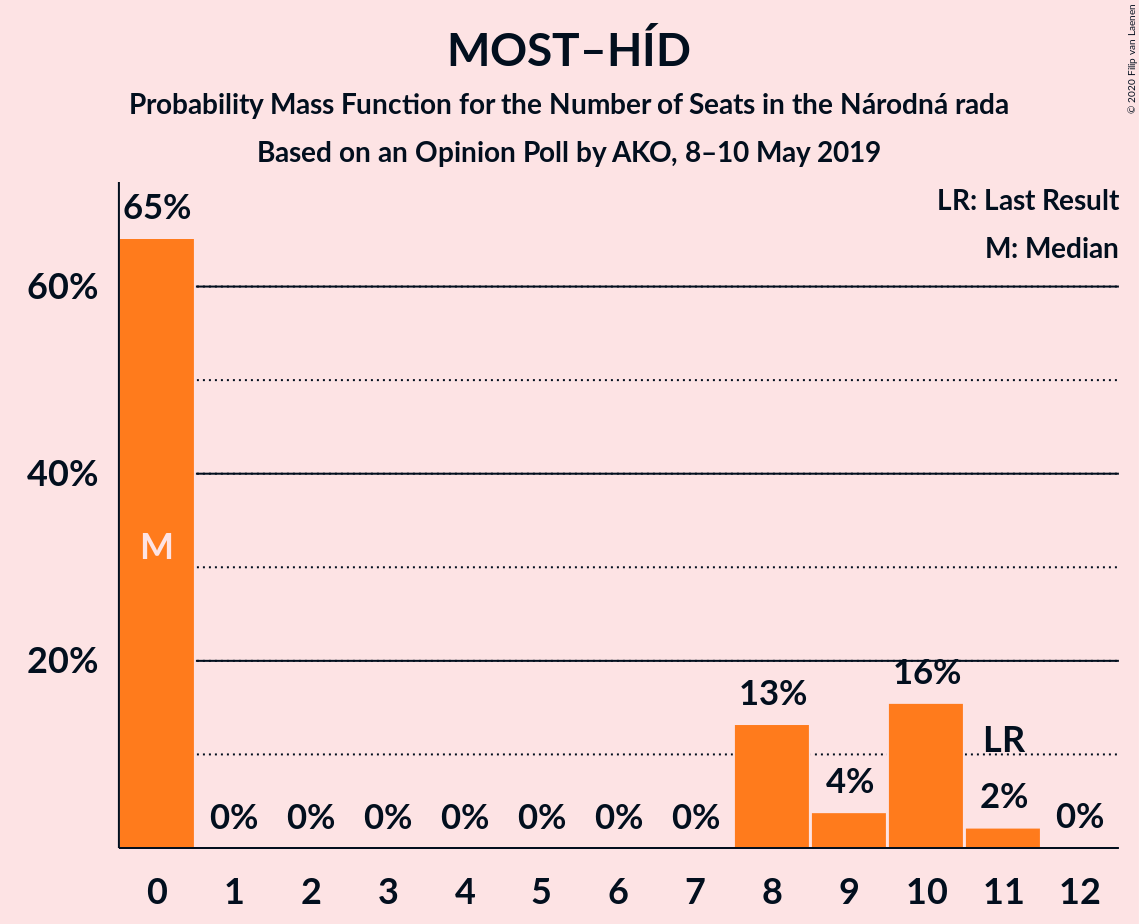 MOST–HÍD
Probability Mass Function for the Number of Seats in the Národná rada
Based on an Opinion Poll by AKO, 8–10 May 2019
© 2020 Filip van Laenen
LR: Last Result
M: Median
65%
60%
40%
M
20%
16%
13%
LR
4%
2%
0% 0% 0% 0% 0% 0% 0% 0%
0 1 2 3 4 5 6 7 8 9 10 11 12